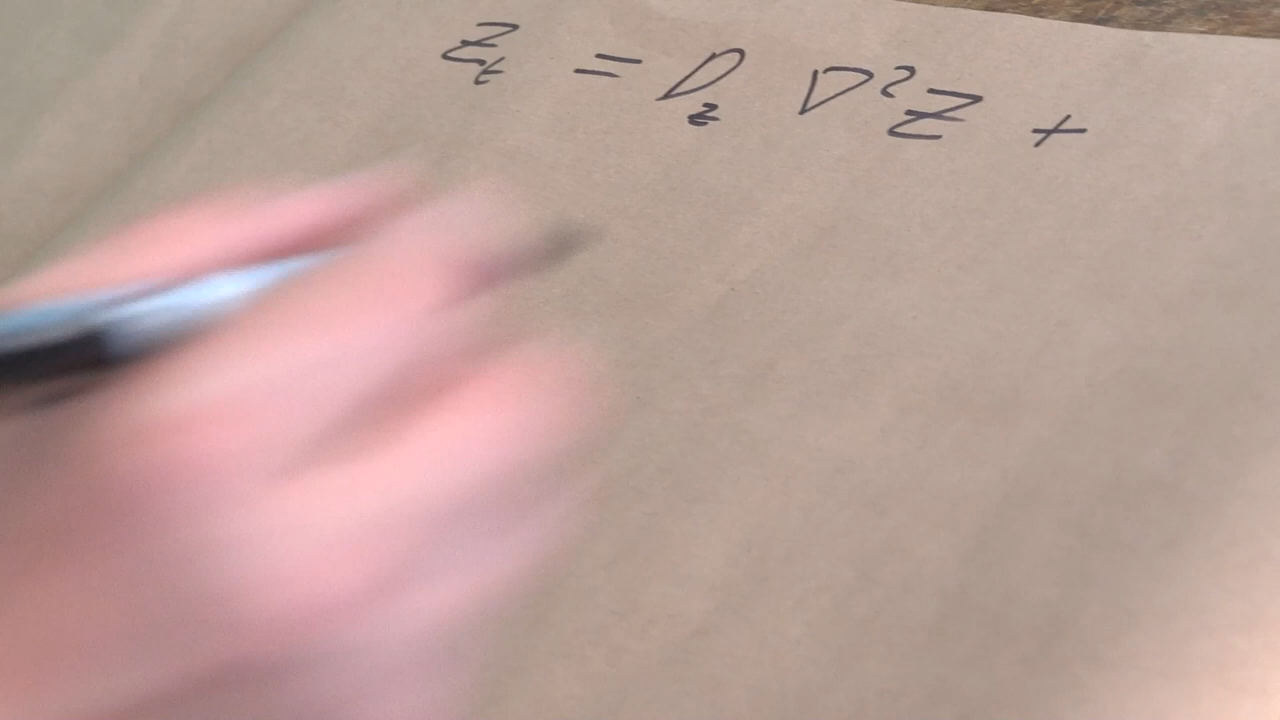 Z_t = D_z ∇²Z +